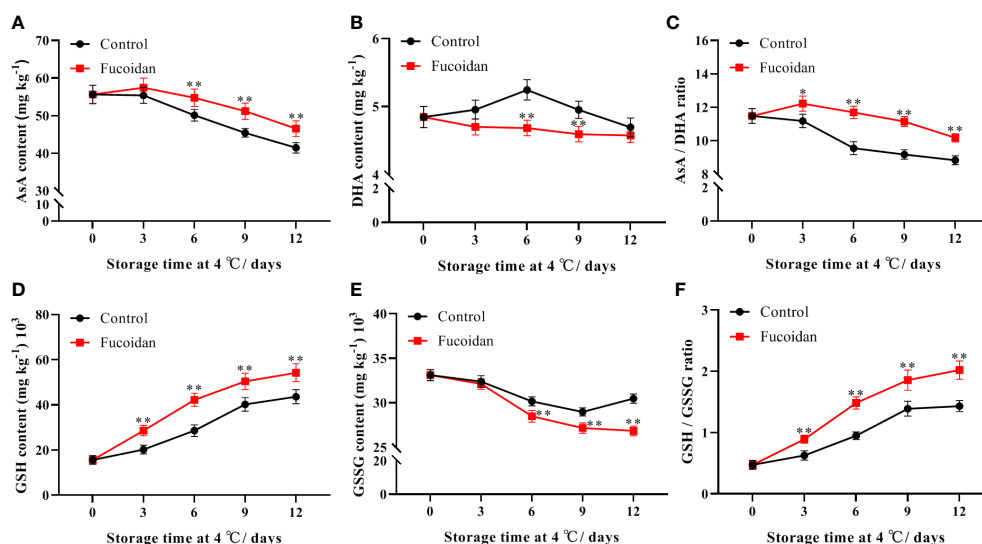 A
AsA content (mg kg⁻¹)
70
60
50
40
30
10
0
Control
Fucoidan
** ** **
0 3 6 9 12
Storage time at 4 ℃/ days
B
DHA content (mg kg⁻¹)
6
5
4
2
0
Control
Fucoidan
** **
0 3 6 9 12
Storage time at 4 ℃/ days
C
AsA / DHA ratio
16
14
12
10
8
2
0
Control
Fucoidan
* ** ** **
0 3 6 9 12
Storage time at 4 ℃/ days
D
GSH content (mg kg⁻¹) 10³
80
60
40
20
0
Control
Fucoidan
** ** ** **
0 3 6 9 12
Storage time at 4 ℃/ days
E
GSSG content (mg kg⁻¹) 10³
40
35
30
25
20
0
Control
Fucoidan
** ** **
0 3 6 9 12
Storage time at 4 ℃/ days
F
GSH / GSSG ratio
3
2
1
0
Control
Fucoidan
** ** ** **
0 3 6 9 12
Storage time at 4 ℃/ days